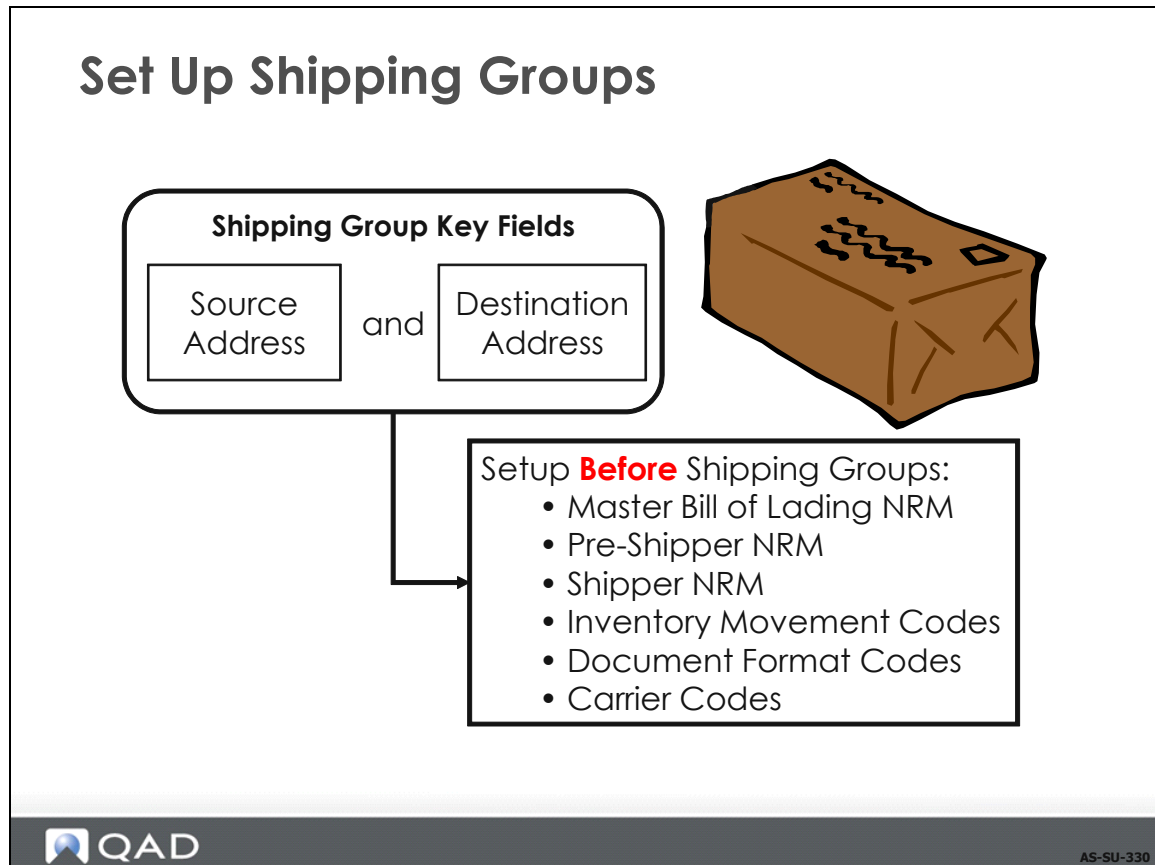 Set Up Shipping Groups
Shipping Group Key Fields
Source
Address
and
Destination
Address
Setup Before Shipping Groups:
• Master Bill of Lading NRM
• Pre-Shipper NRM
• Shipper NRM
• Inventory Movement Codes
• Document Format Codes
• Carrier Codes
QAD
AS-SU-330